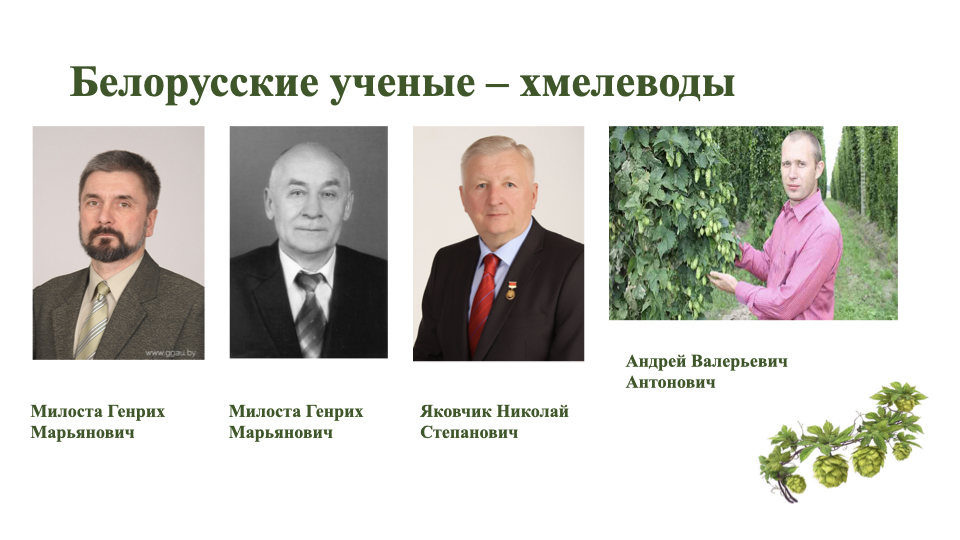 Белорусские ученые – хмелеводы
www.ggau.by
Милоста Генрих
Марьянович
Милоста Генрих
Марьянович
Яковчик Николай
Степанович
Андрей Валерьевич
Антонович